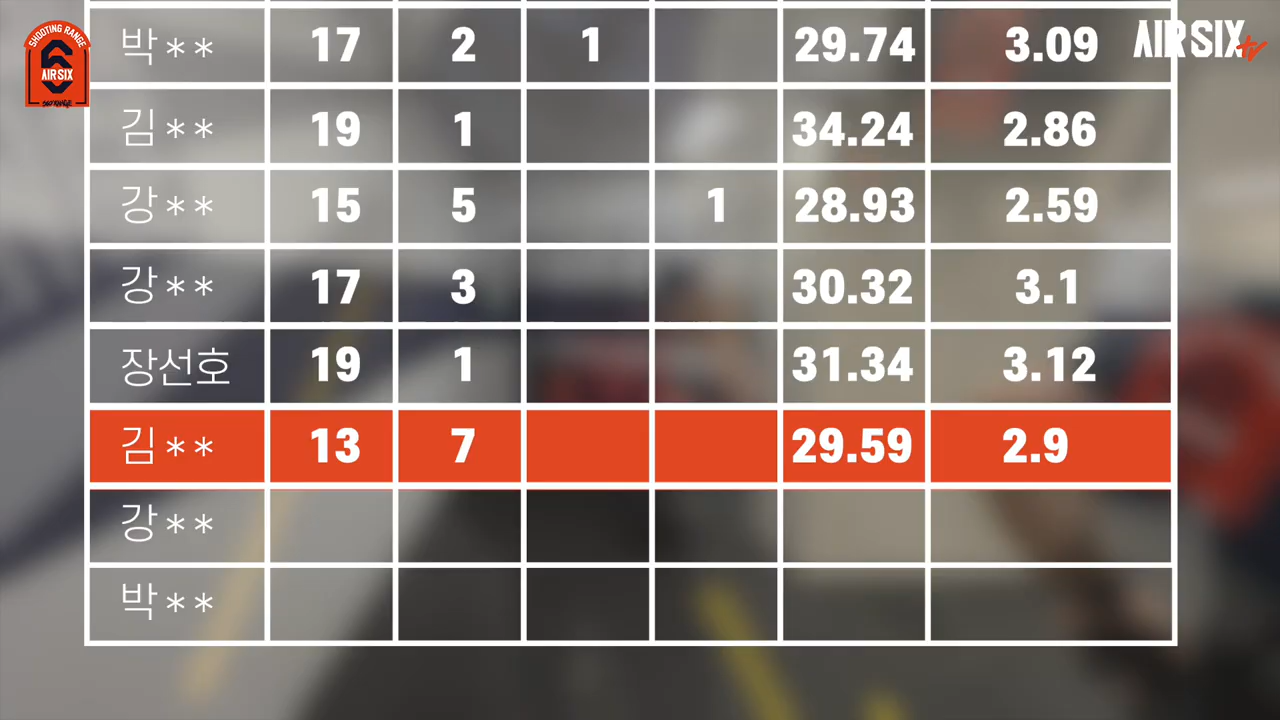 SHOOTING RANGE
AIRSIX
AIRSIX tv
박** 17 2 1 29.74 3.09
김** 19 1 34.24 2.86
강** 15 5 1 28.93 2.59
강** 17 3 30.32 3.1
장선호 19 1 31.34 3.12
김** 13 7 29.59 2.9
강**
박**